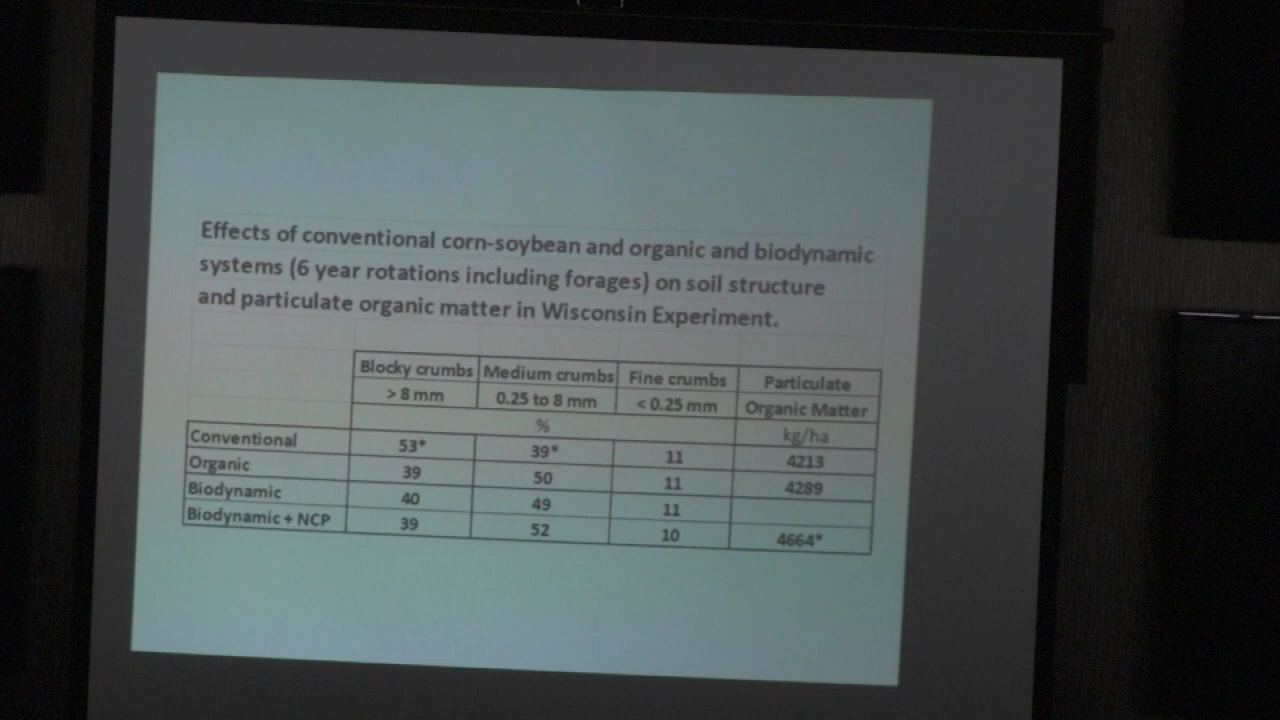 Effects of conventional corn-soybean and organic and biodynamic
systems (6 year rotations including forages) on soil structure
and particulate organic matter in Wisconsin Experiment.
Blocky crumbs Medium crumbs Fine crumbs Particulate
> 8 mm 0.25 to 8 mm < 0.25 mm Organic Matter
% kg/ha
Conventional 53* 39* 11 4213
Organic 39 50 11 4289
Biodynamic 40 49 11
Biodynamic + NCP 39 52 10 4664*